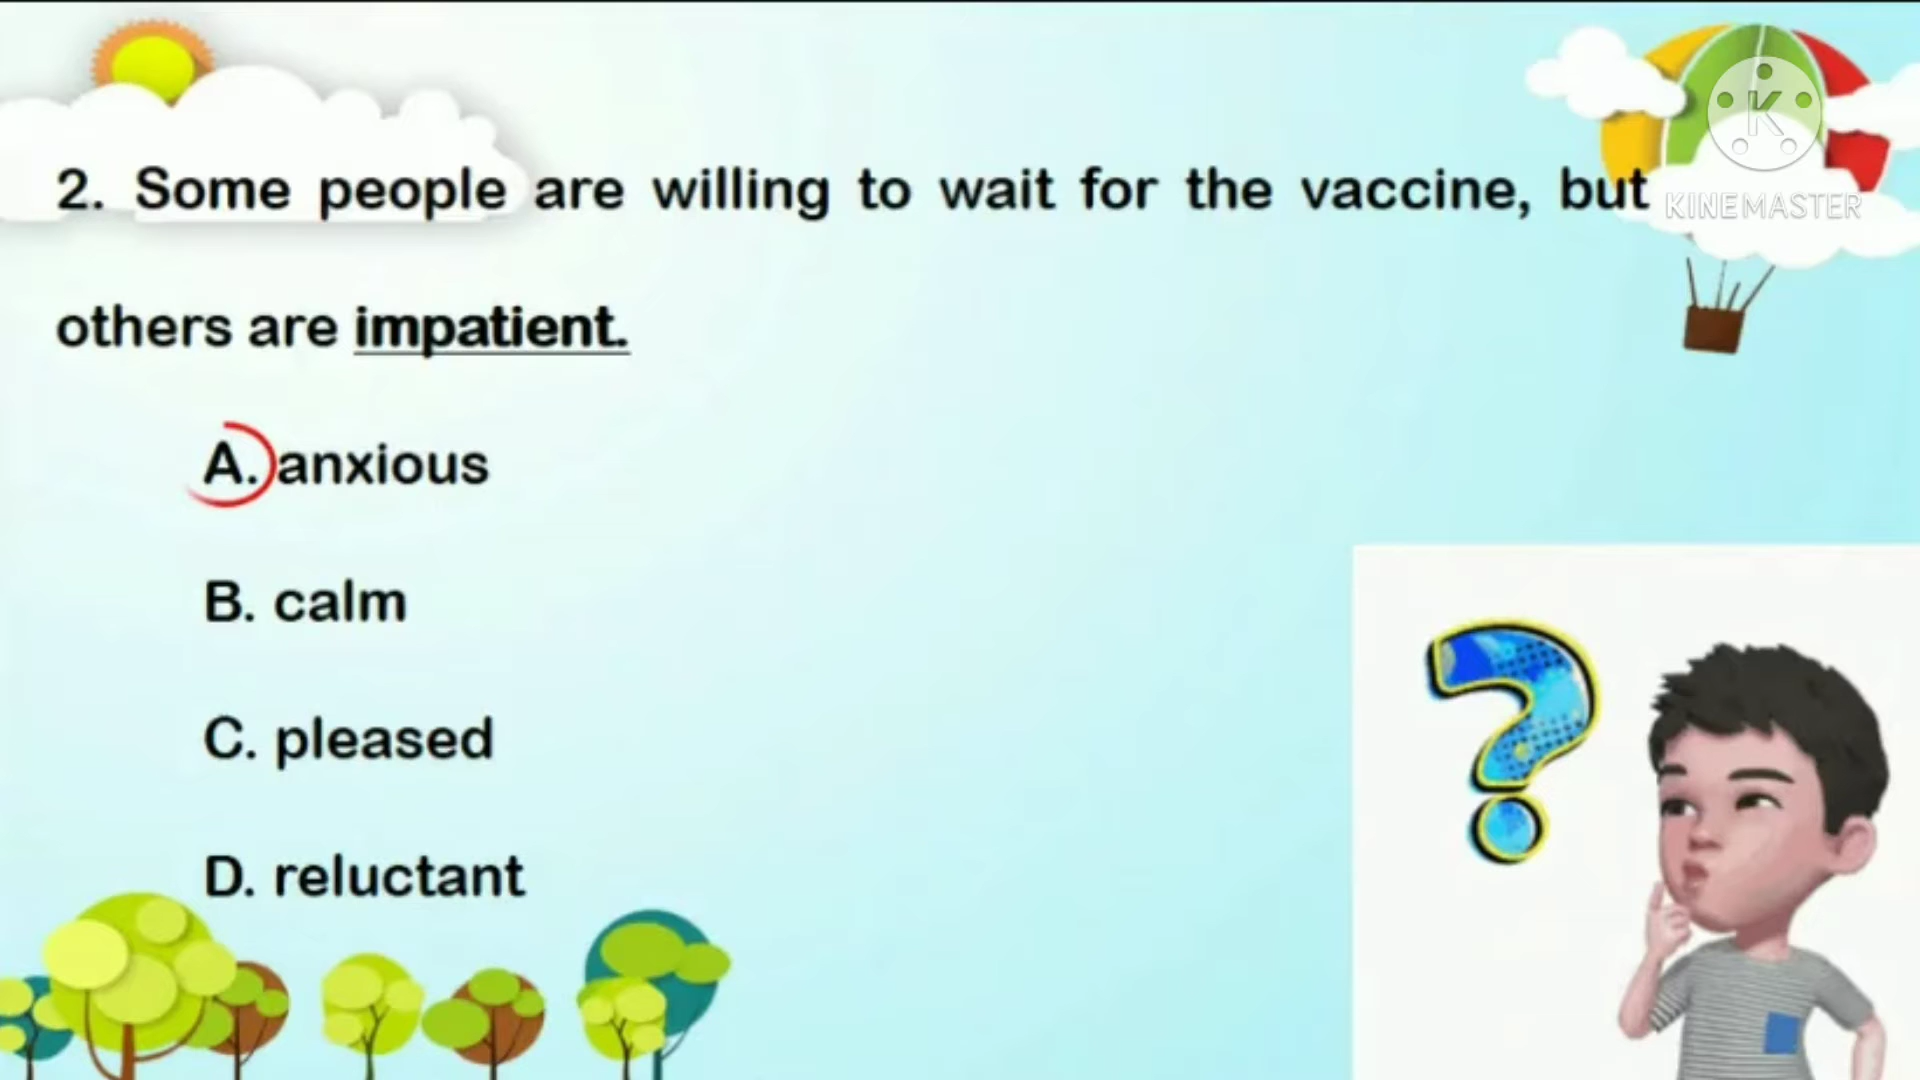 2. Some people are willing to wait for the vaccine, but
others are impatient.
A. anxious
B. calm
C. pleased
D. reluctant
K
KINEMASTER